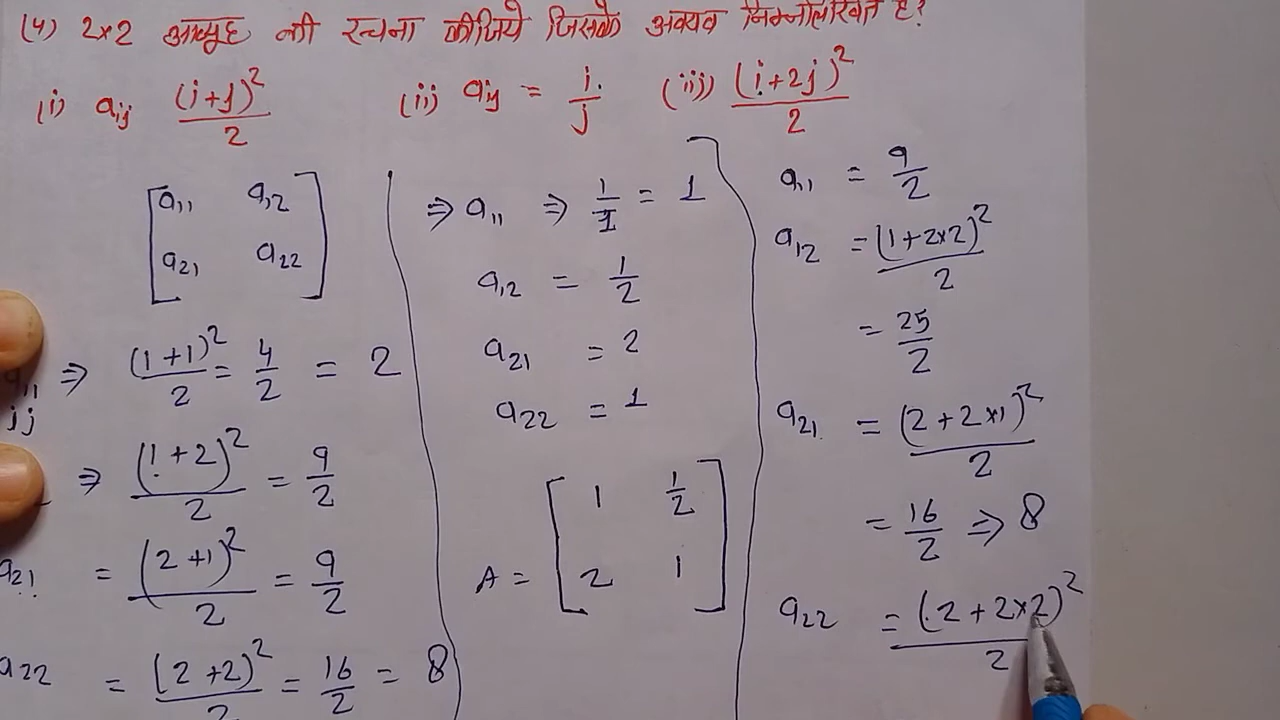 (4) 2×2 आव्यूह की रचना कीजिये जिसके अवयव निम्नलिखित है?
(i) aij (i+j)²/2 (ii) aij = i/j (iii) (i+2j)²/2
[a11 a12
a21 a22]
a11 ⇒ (1+1)²/2 = 4/2 = 2
ij
⇒ (1+2)²/2 = 9/2
a21 = (2+1)²/2 = 9/2
a22 = (2+2)²/2 = 16/2 = 8
⇒ a11 ⇒ 1/1 = 1
a12 = 1/2
a21 = 2
a22 = 1
A = [1 1/2
2 1]
a11 = 9/2
a12 = (1+2×2)²/2
= 25/2
a21 = (2+2×1)²/2
= 16/2 ⇒ 8
a22 = (2+2×2)²/2